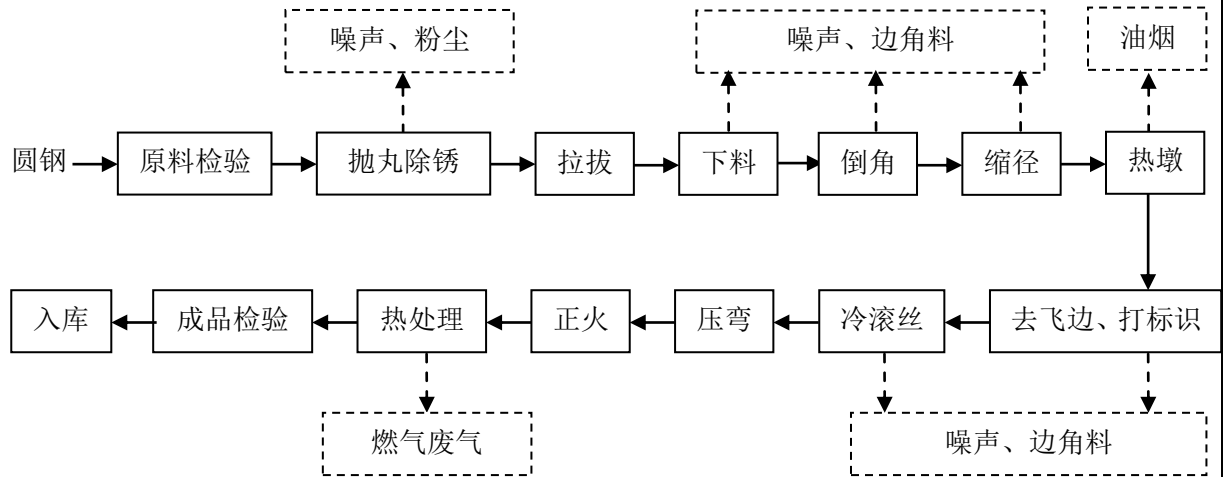 噪声、粉尘
噪声、边角料
油烟
圆钢
原料检验
抛丸除锈
拉拔
下料
倒角
缩径
热墩
入库
成品检验
热处理
正火
压弯
冷滚丝
去飞边、打标识
燃气废气
噪声、边角料